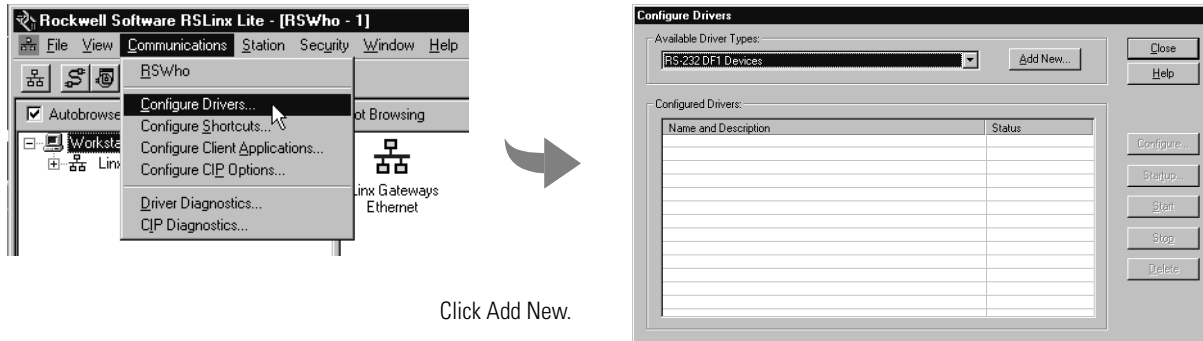 Rockwell Software RSLinx Lite - [RSWho - 1]
File View Communications Station Security Window Help
RSWho
Configure Drivers...
Configure Shortcuts...
Configure Client Applications...
Configure CIP Options...
Driver Diagnostics...
CIP Diagnostics...
Autobrowse
ot Browsing
Worksta
Linx
Linx Gateways
Ethernet
Click Add New.
Configure Drivers
Available Driver Types:
RS-232 DF1 Devices
Add New...
Close
Help
Configured Drivers:
Name and Description Status
Configure...
Startup...
Start
Stop
Delete